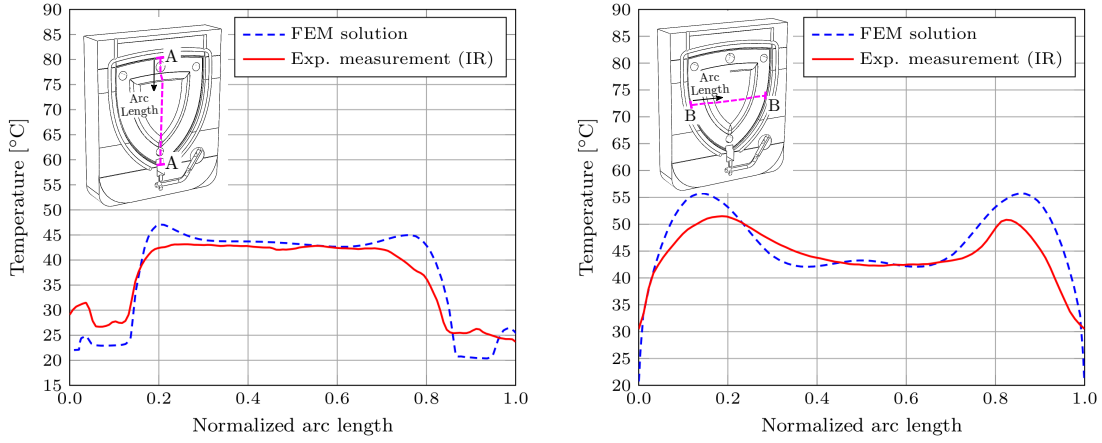 90
85
80
75
70
65
60
55
50
45
40
35
30
25
20
15
Temperature [°C]
0.0 0.2 0.4 0.6 0.8 1.0
Normalized arc length
FEM solution
Exp. measurement (IR)
A
Arc
Length
A
90
85
80
75
70
65
60
55
50
45
40
35
30
25
20
Temperature [°C]
0.0 0.2 0.4 0.6 0.8 1.0
Normalized arc length
FEM solution
Exp. measurement (IR)
Arc
Length
B
B